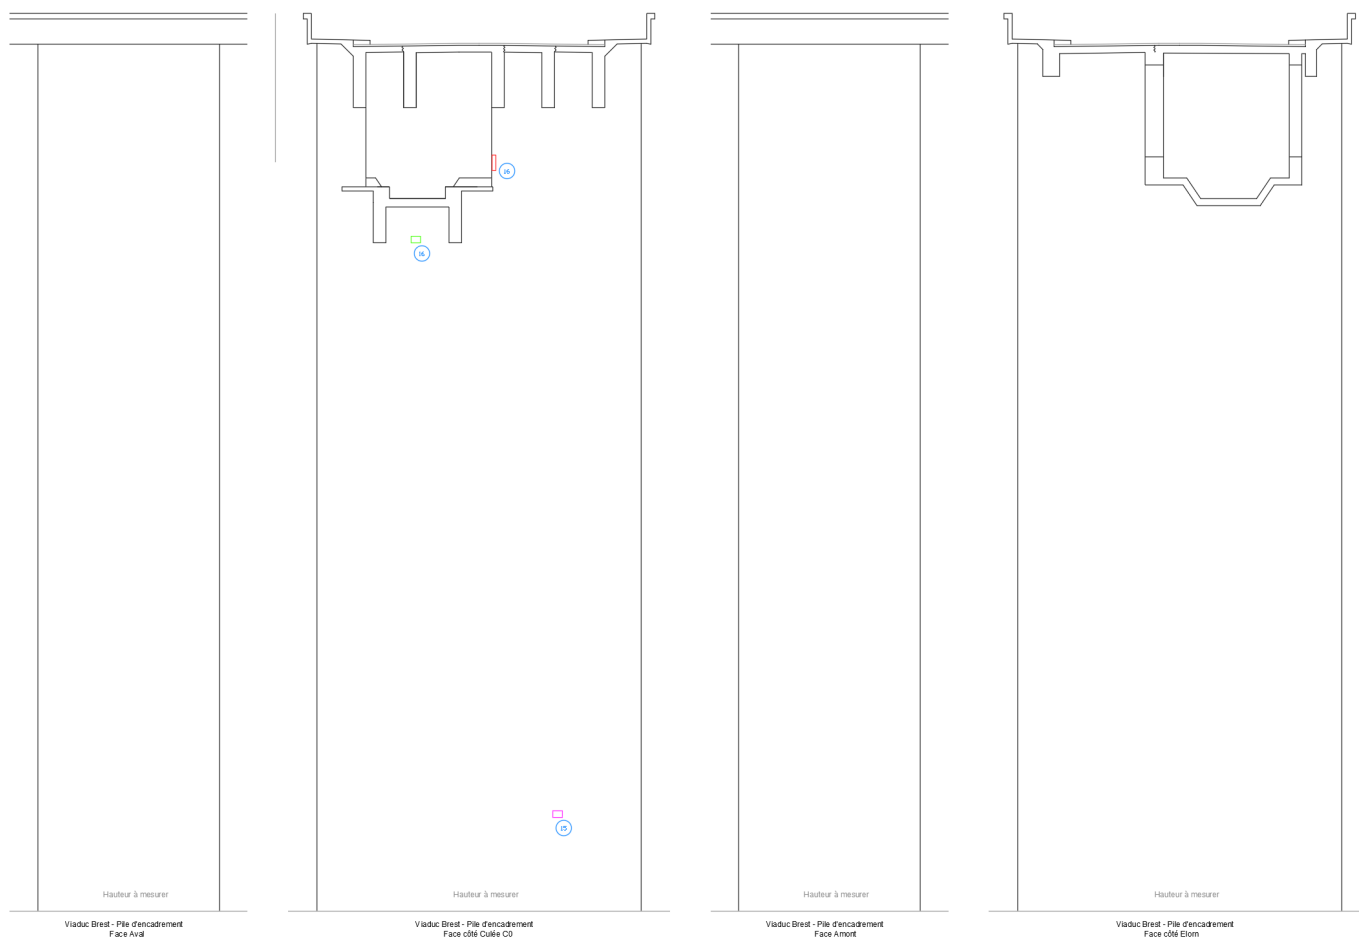 16
16
15
Hauteur à mesurer
Hauteur à mesurer
Hauteur à mesurer
Hauteur à mesurer
Viaduc Brest - Pile d'encadrement
Face Aval
Viaduc Brest - Pile d'encadrement
Face côté Culée C0
Viaduc Brest - Pile d'encadrement
Face Amont
Viaduc Brest - Pile d'encadrement
Face côté Elorn